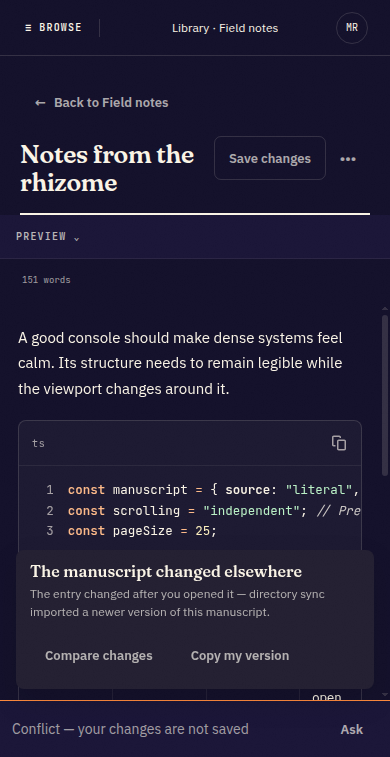 ≡ BROWSE
Library · Field notes
MR
← Back to Field notes
Notes from the
rhizome
Save changes
•••
PREVIEW ⌄
151 words
A good console should make dense systems feel
calm. Its structure needs to remain legible while
the viewport changes around it.
ts
1 const manuscript = { source: "literal",
2 const scrolling = "independent"; // Pre
3 const pageSize = 25;
The manuscript changed elsewhere
The entry changed after you opened it — directory sync
imported a newer version of this manuscript.
Compare changes
Copy my version
open
Conflict — your changes are not saved
Ask